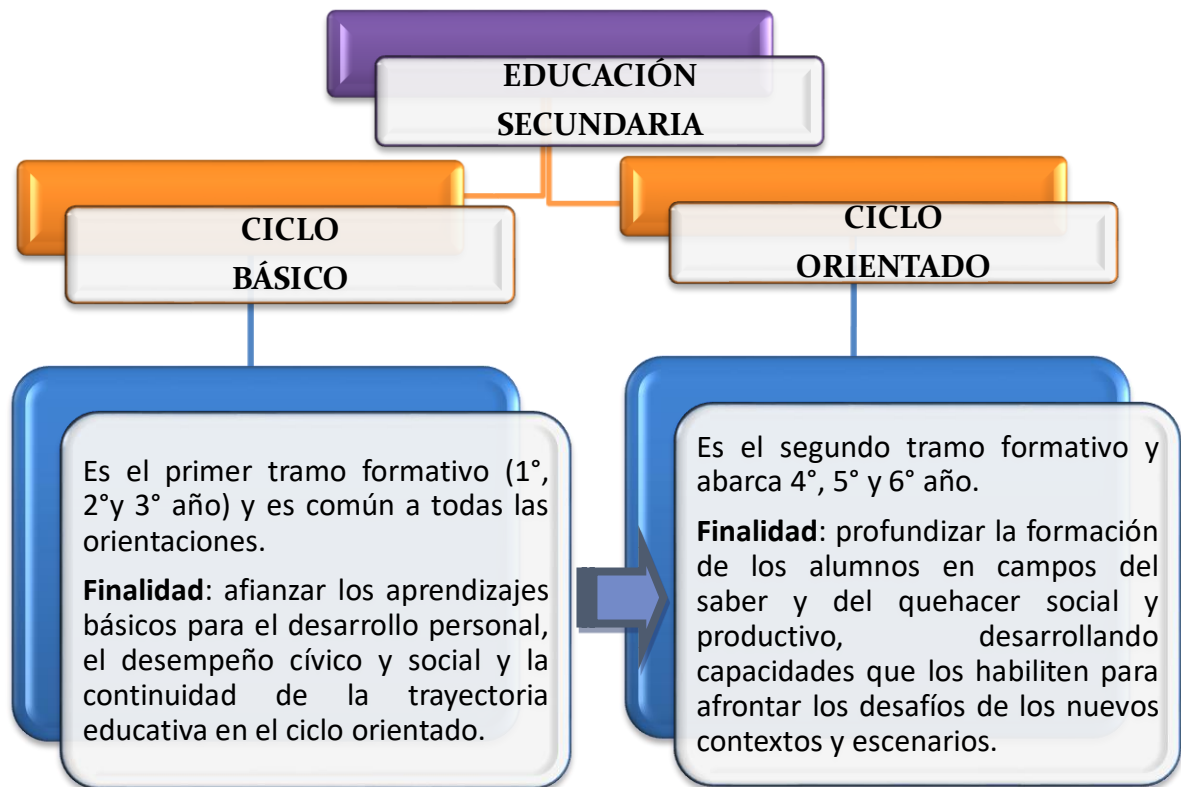 EDUCACIÓN
SECUNDARIA
CICLO
BÁSICO
CICLO
ORIENTADO
Es el primer tramo formativo (1°,
2°y 3° año) y es común a todas las
orientaciones.
Finalidad: afianzar los aprendizajes
básicos para el desarrollo personal,
el desempeño cívico y social y la
continuidad de la trayectoria
educativa en el ciclo orientado.
Es el segundo tramo formativo y
abarca 4°, 5° y 6° año.
Finalidad: profundizar la formación
de los alumnos en campos del
saber y del quehacer social y
productivo, desarrollando
capacidades que los habiliten para
afrontar los desafíos de los nuevos
contextos y escenarios.